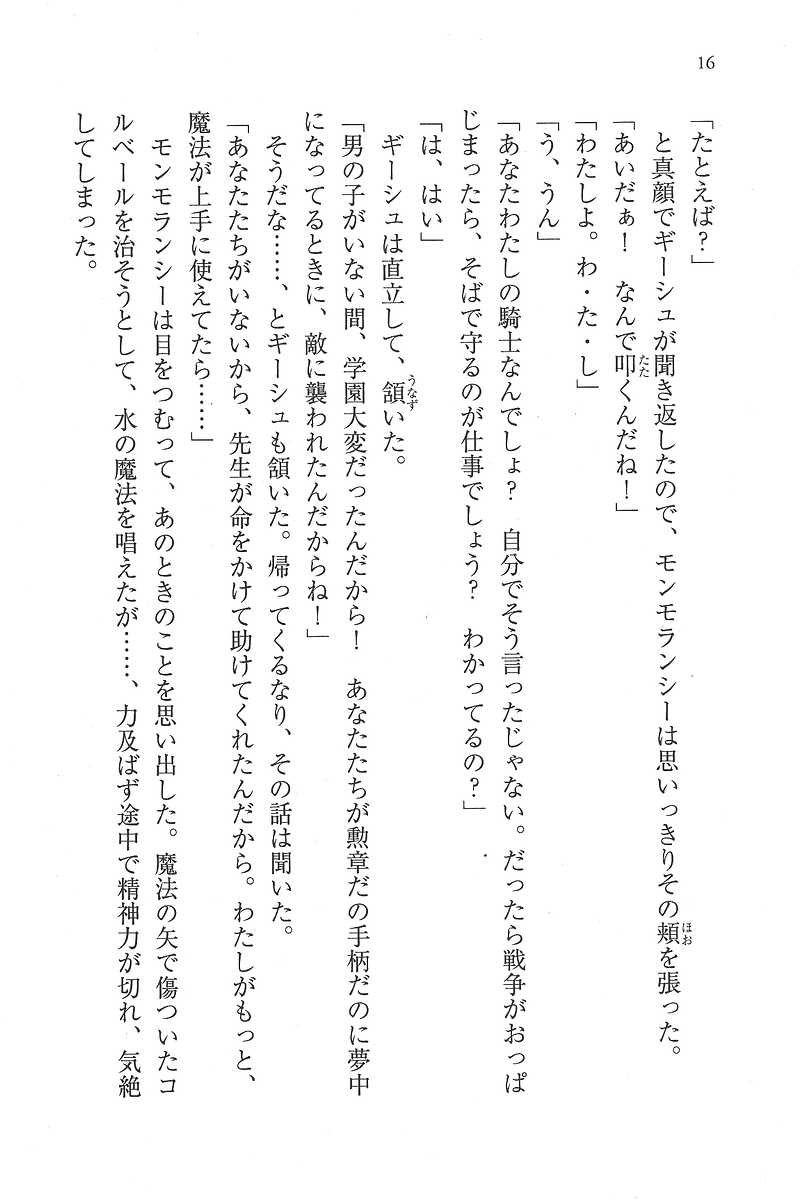 16
「たとえば？」
　と真顔でギーシュが聞き返したので、モンモランシーは思いっきりその頬を張った。
「あいだぁ！　なんで叩くんだね！」
「わたしよ。わ・た・し」
「う、うん」
「あなたわたしの騎士なんでしょ？　自分でそう言ったじゃない。だったら戦争がおっぱ
じまったら、そばで守るのが仕事でしょう？　わかってるの？」
「は、はい」
　ギーシュは直立して、頷いた。
「男の子がいない間、学園大変だったんだから！　あなたたちが勲章だの手柄だのに夢中
になってるときに、敵に襲われたんだからね！」
　そうだな……、とギーシュも頷いた。帰ってくるなり、その話は聞いた。
「あなたたちがいないから、先生が命をかけて助けてくれたんだから。わたしがもっと、
魔法が上手に使えてたら……」
　モンモランシーは目をつむって、あのときのことを思い出した。魔法の矢で傷ついたコ
ルベールを治そうとして、水の魔法を唱えたが……、力及ばず途中で精神力が切れ、気絶
してしまった。